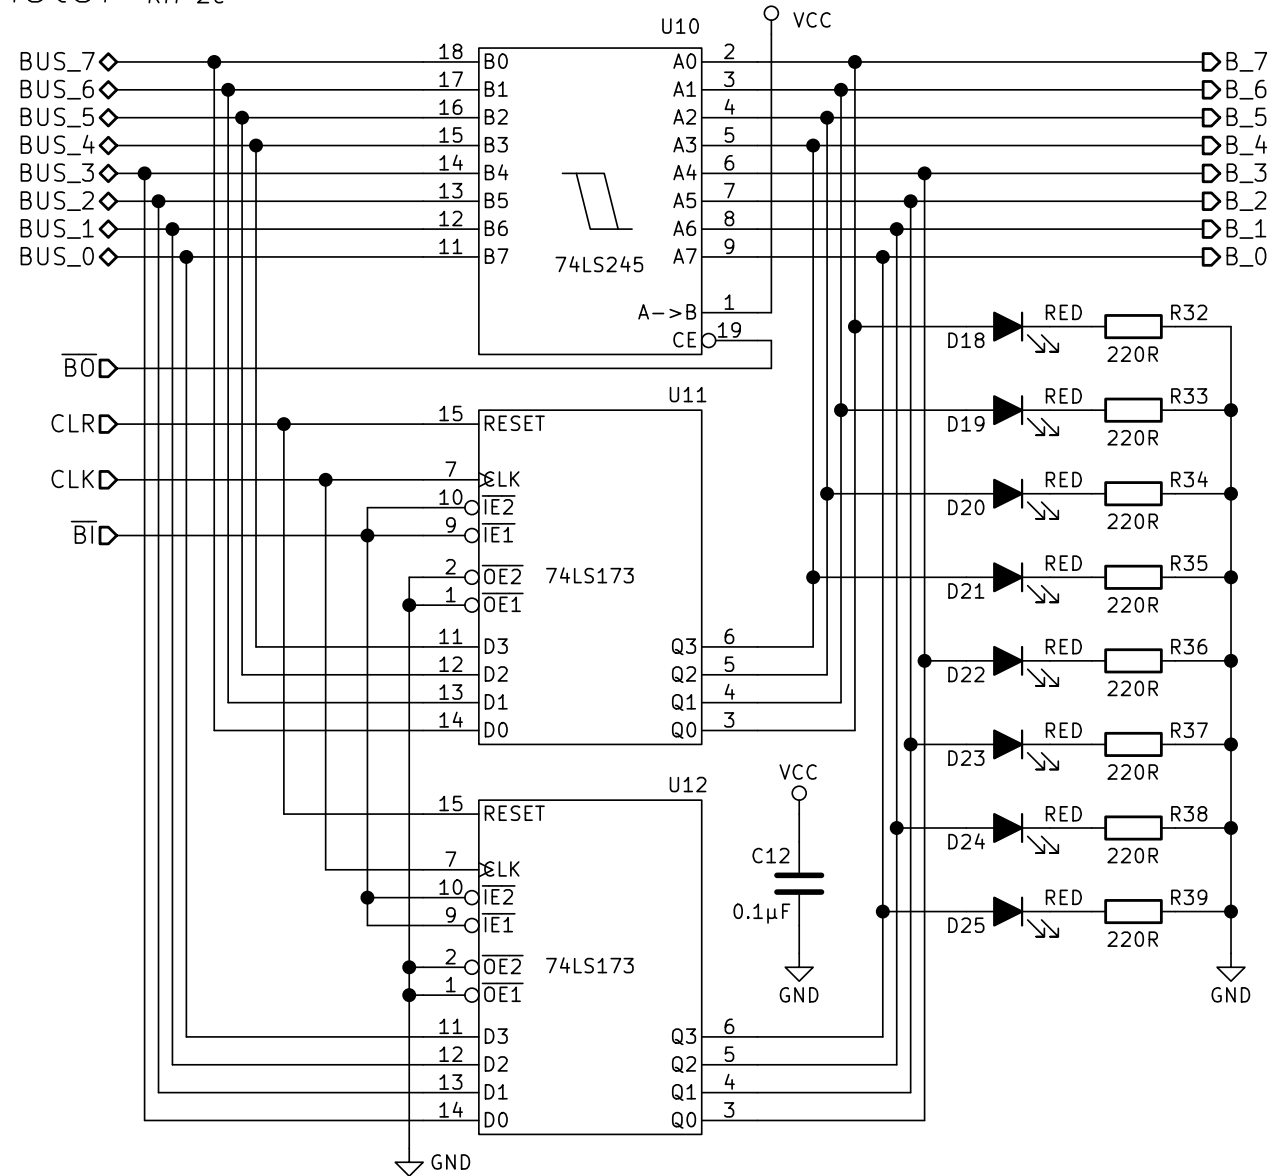 U10
VCC
BUS_7 18 B0 A0 2 B_7
BUS_6 17 B1 A1 3 B_6
BUS_5 16 B2 A2 4 B_5
BUS_4 15 B3 A3 5 B_4
BUS_3 14 B4 A4 6 B_3
BUS_2 13 B5 A5 7 B_2
BUS_1 12 B6 A6 8 B_1
BUS_0 11 B7 A7 9 B_0
74LS245
A->B 1
CE 19
BO
D18 RED R32
220R
CLR
CLK
BI
U11
15 RESET
7 CLK
10 IE2
9 IE1
2 OE2 74LS173
1 OE1
11 D3 Q3 6
12 D2 Q2 5
13 D1 Q1 4
14 D0 Q0 3
D19 RED R33
220R
D20 RED R34
220R
D21 RED R35
220R
D22 RED R36
220R
D23 RED R37
220R
D24 RED R38
220R
D25 RED R39
220R
GND
U12
15 RESET
7 CLK
10 IE2
9 IE1
2 OE2 74LS173
1 OE1
11 D3 Q3 6
12 D2 Q2 5
13 D1 Q1 4
14 D0 Q0 3
VCC
C12
0.1µF
GND
GND